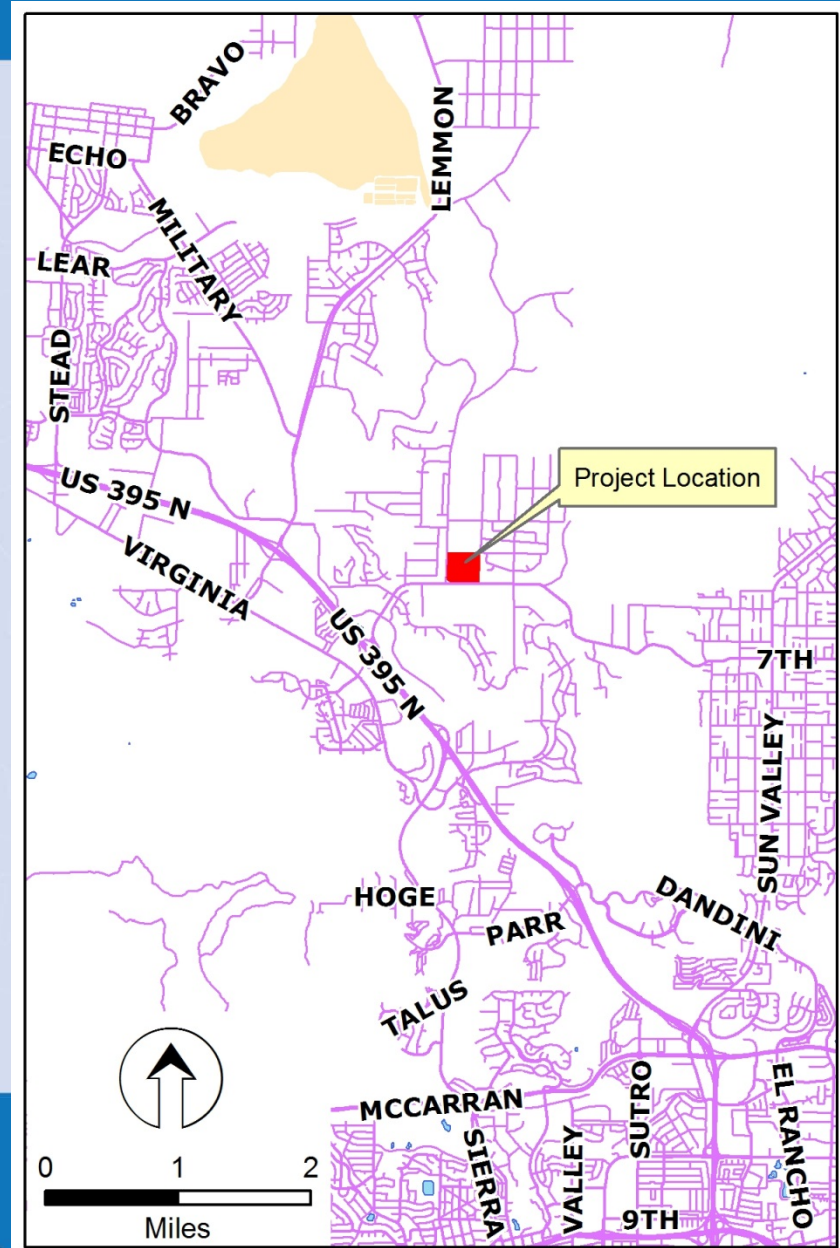 BRAVO
LEMMON
ECHO
MILITARY
LEAR
STEAD
Project Location
US 395 N
VIRGINIA
US 395 N
7TH
SUN VALLEY
HOGE
DANDINI
PARR
TALUS
MCCARRAN
SIERRA
VALLEY
SUTRO
EL RANCHO
9TH
0 1 2
Miles